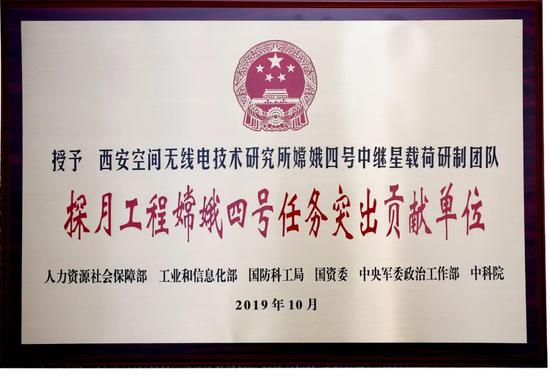 授予 西安空间无线电技术研究所嫦娥四号中继星载荷研制团队
探月工程嫦娥四号任务突出贡献单位
人力资源社会保障部 工业和信息化部 国防科工局 国资委 中央军委政治工作部 中科院
2019年10月